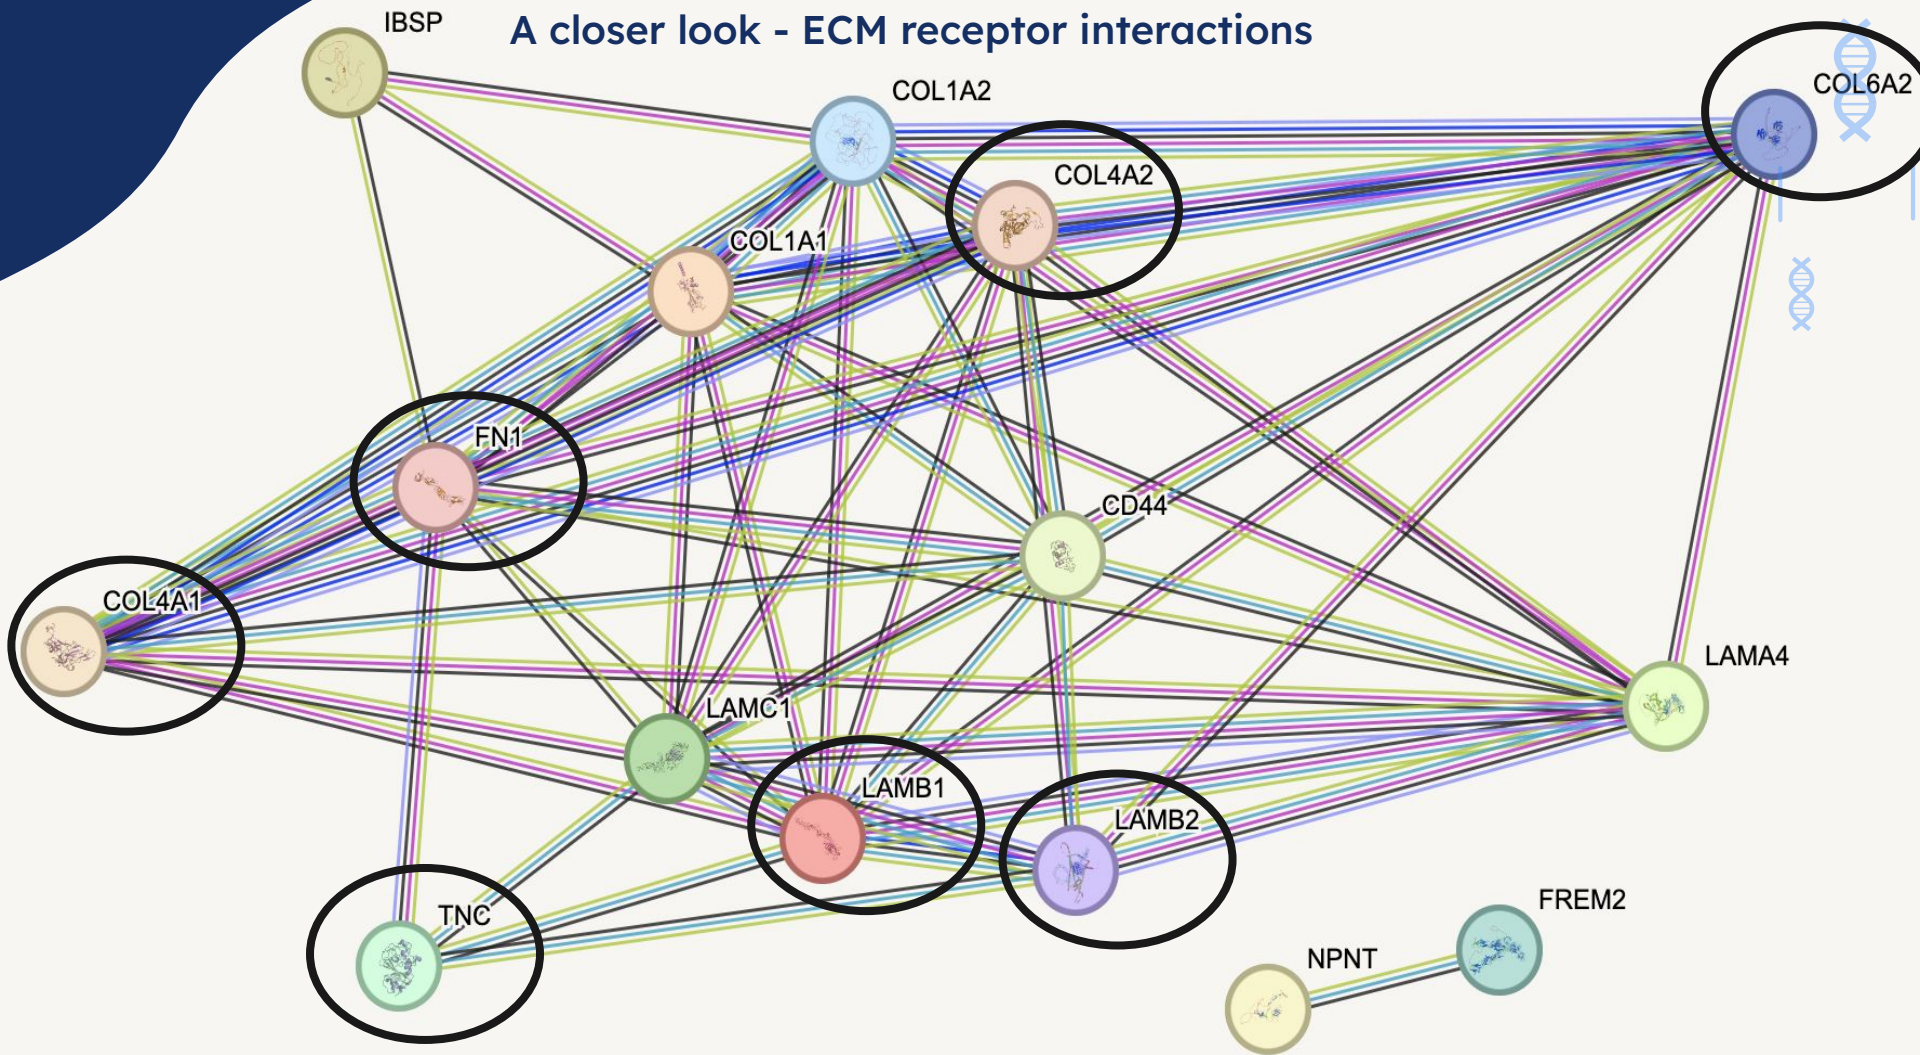 IBSP
A closer look - ECM receptor interactions
COL1A2
COL6A2
COL4A2
COL1A1
FN1
CD44
COL4A1
LAMA4
LAMC1
LAMB1
LAMB2
TNC
FREM2
NPNT